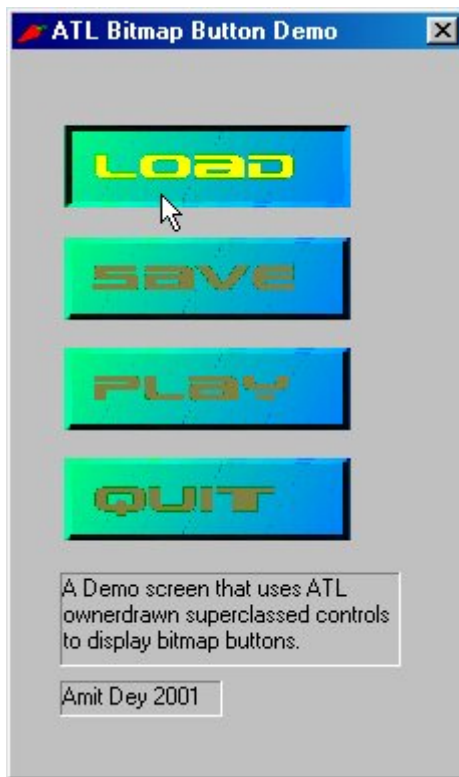 ATL Bitmap Button Demo
LOAD
SAVE
PLAY
QUIT
A Demo screen that uses ATL
ownerdrawn superclassed controls
to display bitmap buttons.
Amit Dey 2001